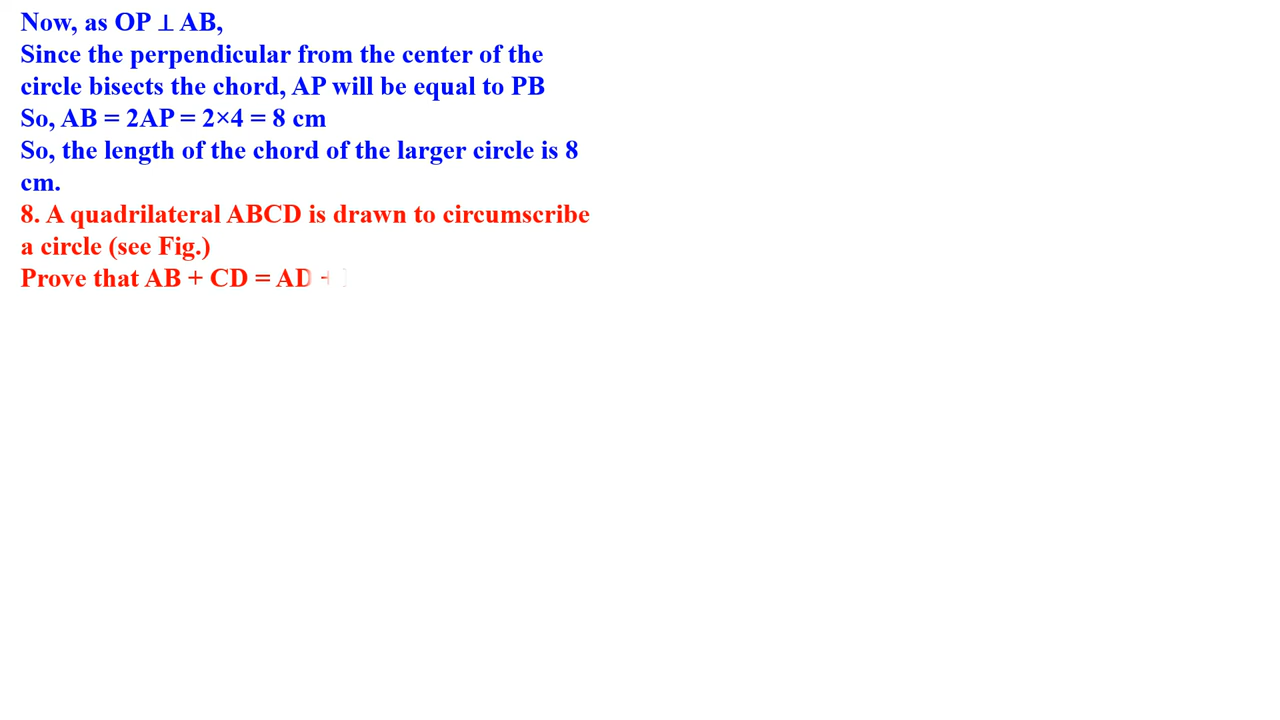 Now, as OP ⊥ AB,
Since the perpendicular from the center of the
circle bisects the chord, AP will be equal to PB
So, AB = 2AP = 2×4 = 8 cm
So, the length of the chord of the larger circle is 8
cm.
8. A quadrilateral ABCD is drawn to circumscribe
a circle (see Fig.)
Prove that AB + CD = AD +